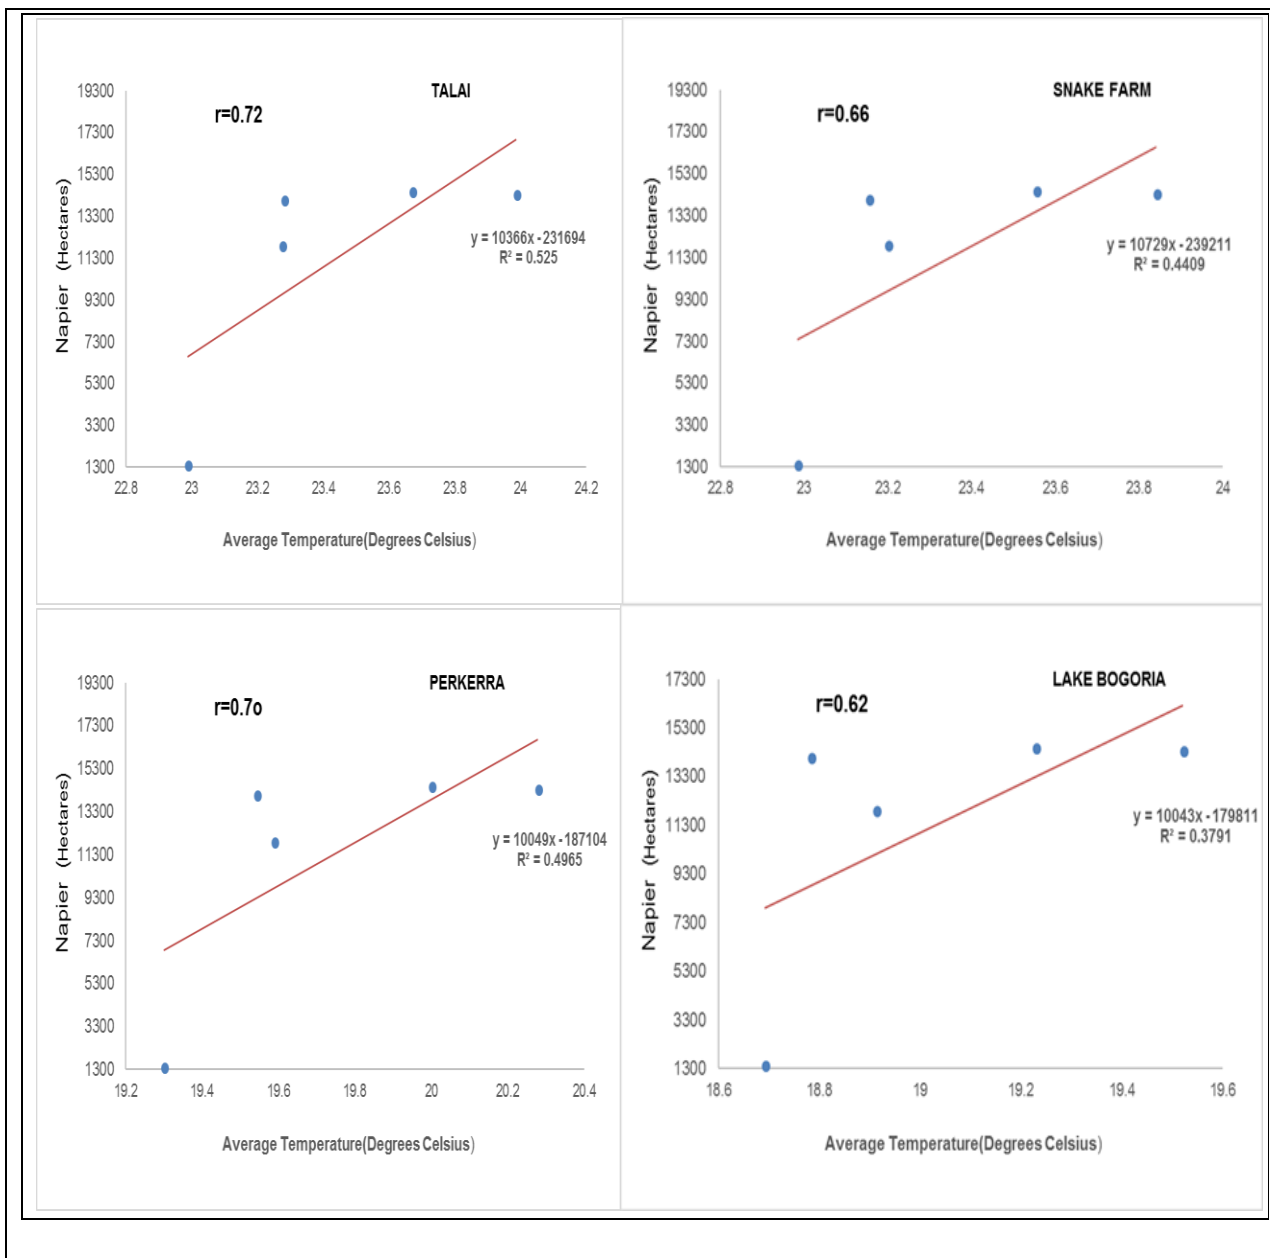 TALAI
r=0.72
19300
17300
15300
13300
11300
9300
7300
5300
3300
1300
Napier (Hectares)
y = 10366x - 231694
R² = 0.525
22.8 23 23.2 23.4 23.6 23.8 24 24.2
Average Temperature(Degrees Celsius)
SNAKE FARM
r=0.66
19300
17300
15300
13300
11300
9300
7300
5300
3300
1300
Napier (Hectares)
y = 10729x - 239211
R² = 0.4409
22.8 23 23.2 23.4 23.6 23.8 24
Average Temperature(Degrees Celsius)
PERKERRA
r=0.7o
19300
17300
15300
13300
11300
9300
7300
5300
3300
1300
Napier (Hectares)
y = 10049x - 187104
R² = 0.4965
19.2 19.4 19.6 19.8 20 20.2 20.4
Average Temperature(Degrees Celsius)
LAKE BOGORIA
r=0.62
17300
15300
13300
11300
9300
7300
5300
3300
1300
Napier (Hectares)
y = 10043x - 179811
R² = 0.3791
18.6 18.8 19 19.2 19.4 19.6
Average Temperature(Degrees Celsius)